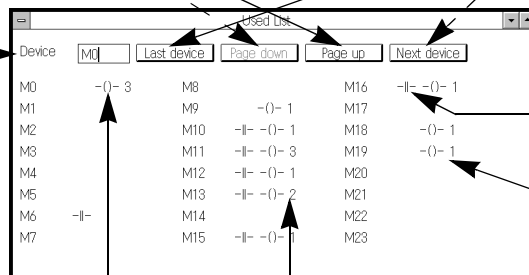 Used List
Device M0 Last device Page down Page up Next device
M0 -()- 3 M8 M16 -||- -()- 1
M1 M9 -()- 1 M17
M2 M10 -||- -()- 1 M18 -()- 1
M3 M11 -||- -()- 3 M19 -()- 1
M4 M12 -||- -()- 1 M20
M5 M13 -||- -()- 2 M21
M6 -||- M14 M22
M7 M15 -||- -()- 1 M23